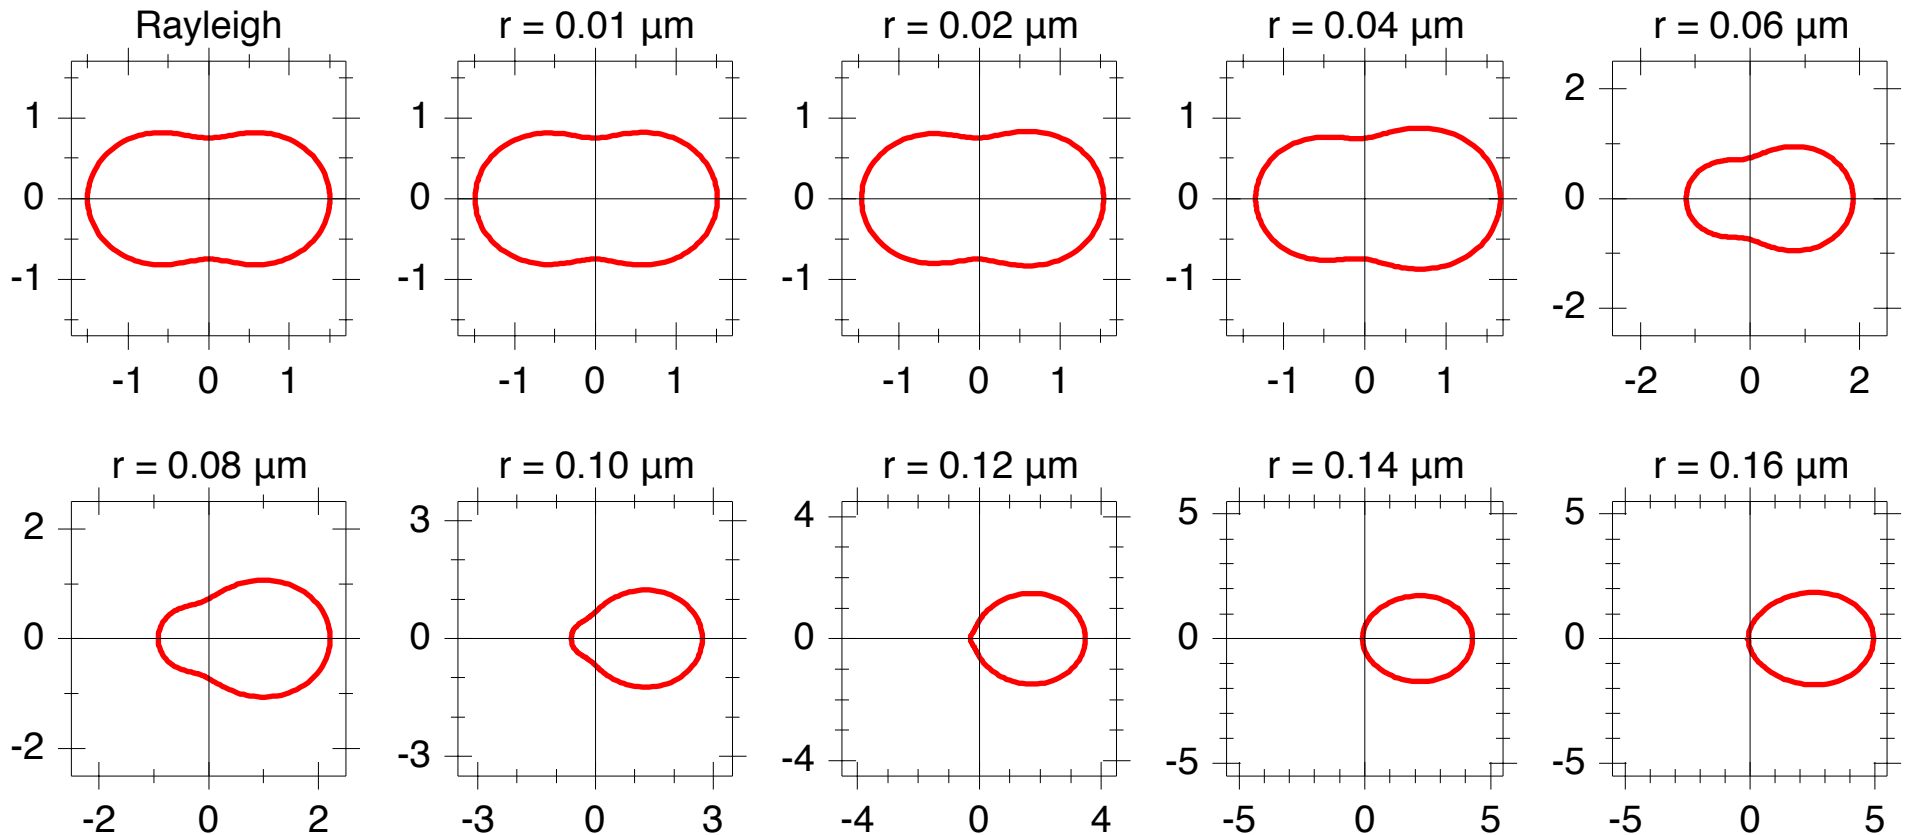 Rayleigh
r = 0.01 µm
r = 0.02 µm
r = 0.04 µm
r = 0.06 µm
1
0
-1
-1 0 1
1
0
-1
-1 0 1
1
0
-1
-1 0 1
1
0
-1
-1 0 1
2
0
-2
-2 0 2
r = 0.08 µm
r = 0.10 µm
r = 0.12 µm
r = 0.14 µm
r = 0.16 µm
2
0
-2
-2 0 2
3
0
-3
-3 0 3
4
0
-4
-4 0 4
5
0
-5
-5 0 5
5
0
-5
-5 0 5